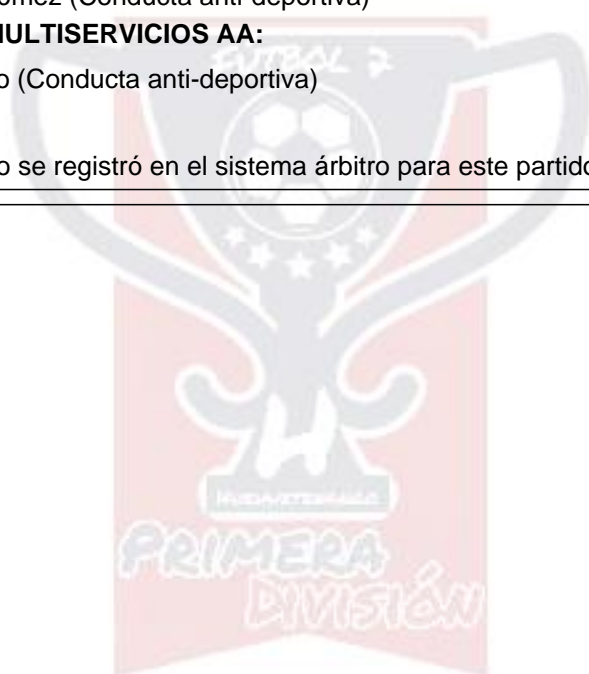 ómez (Conducta anti-deportiva)
MULTISERVICIOS AA:
o (Conducta anti-deportiva)
FUTBOL 7
o se registró en el sistema árbitro para este partido
H
PRIMERA
DIVISIÓN